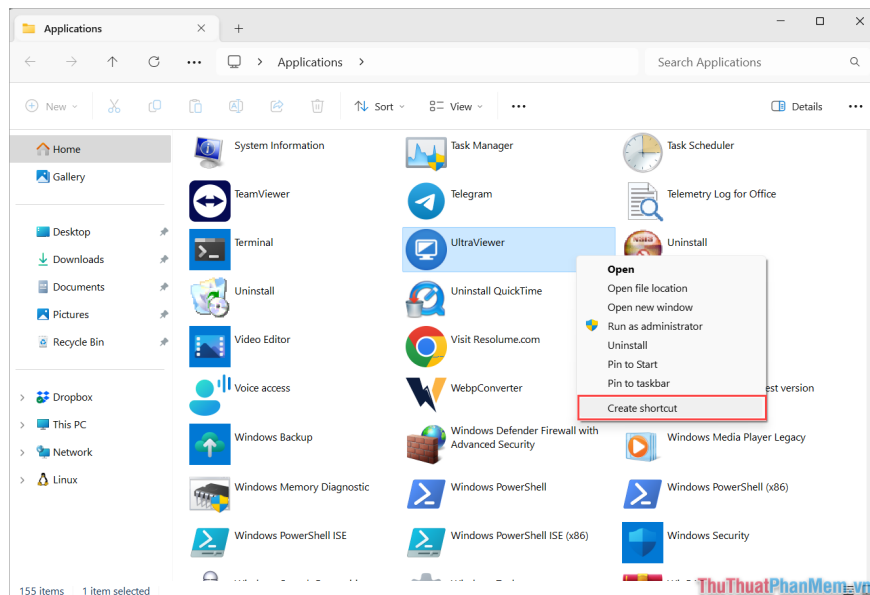 Applications
Applications
Search Applications
New
Sort
View
Details
Home
Gallery
Desktop
Downloads
Documents
Pictures
Recycle Bin
Dropbox
This PC
Network
Linux
System Information
Task Manager
Task Scheduler
TeamViewer
Telegram
Telemetry Log for Office
Terminal
UltraViewer
Uninstall
Uninstall
Uninstall QuickTime
Video Editor
Visit Resolume.com
Voice access
WebpConverter
version
Windows Backup
Windows Defender Firewall with
Advanced Security
Windows Media Player Legacy
Windows Memory Diagnostic
Windows PowerShell
Windows PowerShell (x86)
Windows PowerShell ISE
Windows PowerShell ISE (x86)
Windows Security
Open
Open file location
Open new window
Run as administrator
Uninstall
Pin to Start
Pin to taskbar
Create shortcut
155 items
1 item selected
ThuThuatPhanMem.vn